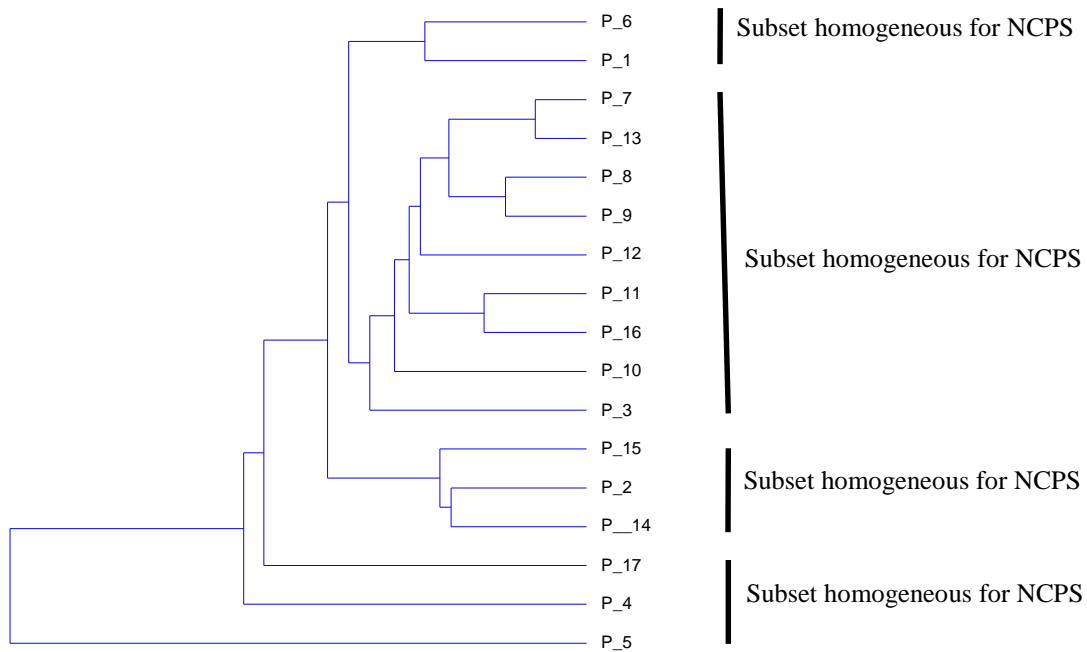 P_6
Subset homogeneous for NCPS
P_1
P_7
P_13
P_8
P_9
P_12
Subset homogeneous for NCPS
P_11
P_16
P_10
P_3
P_15
Subset homogeneous for NCPS
P_2
P__14
P_17
Subset homogeneous for NCPS
P_4
P_5